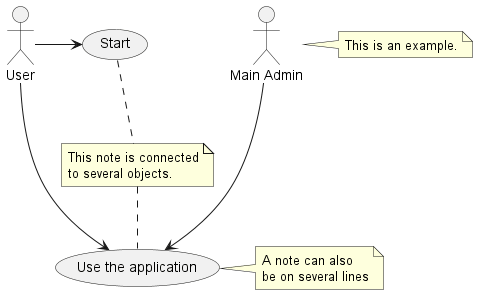 Start
This is an example.
User
Main Admin
This note is connected
to several objects.
Use the application
A note can also
be on several lines